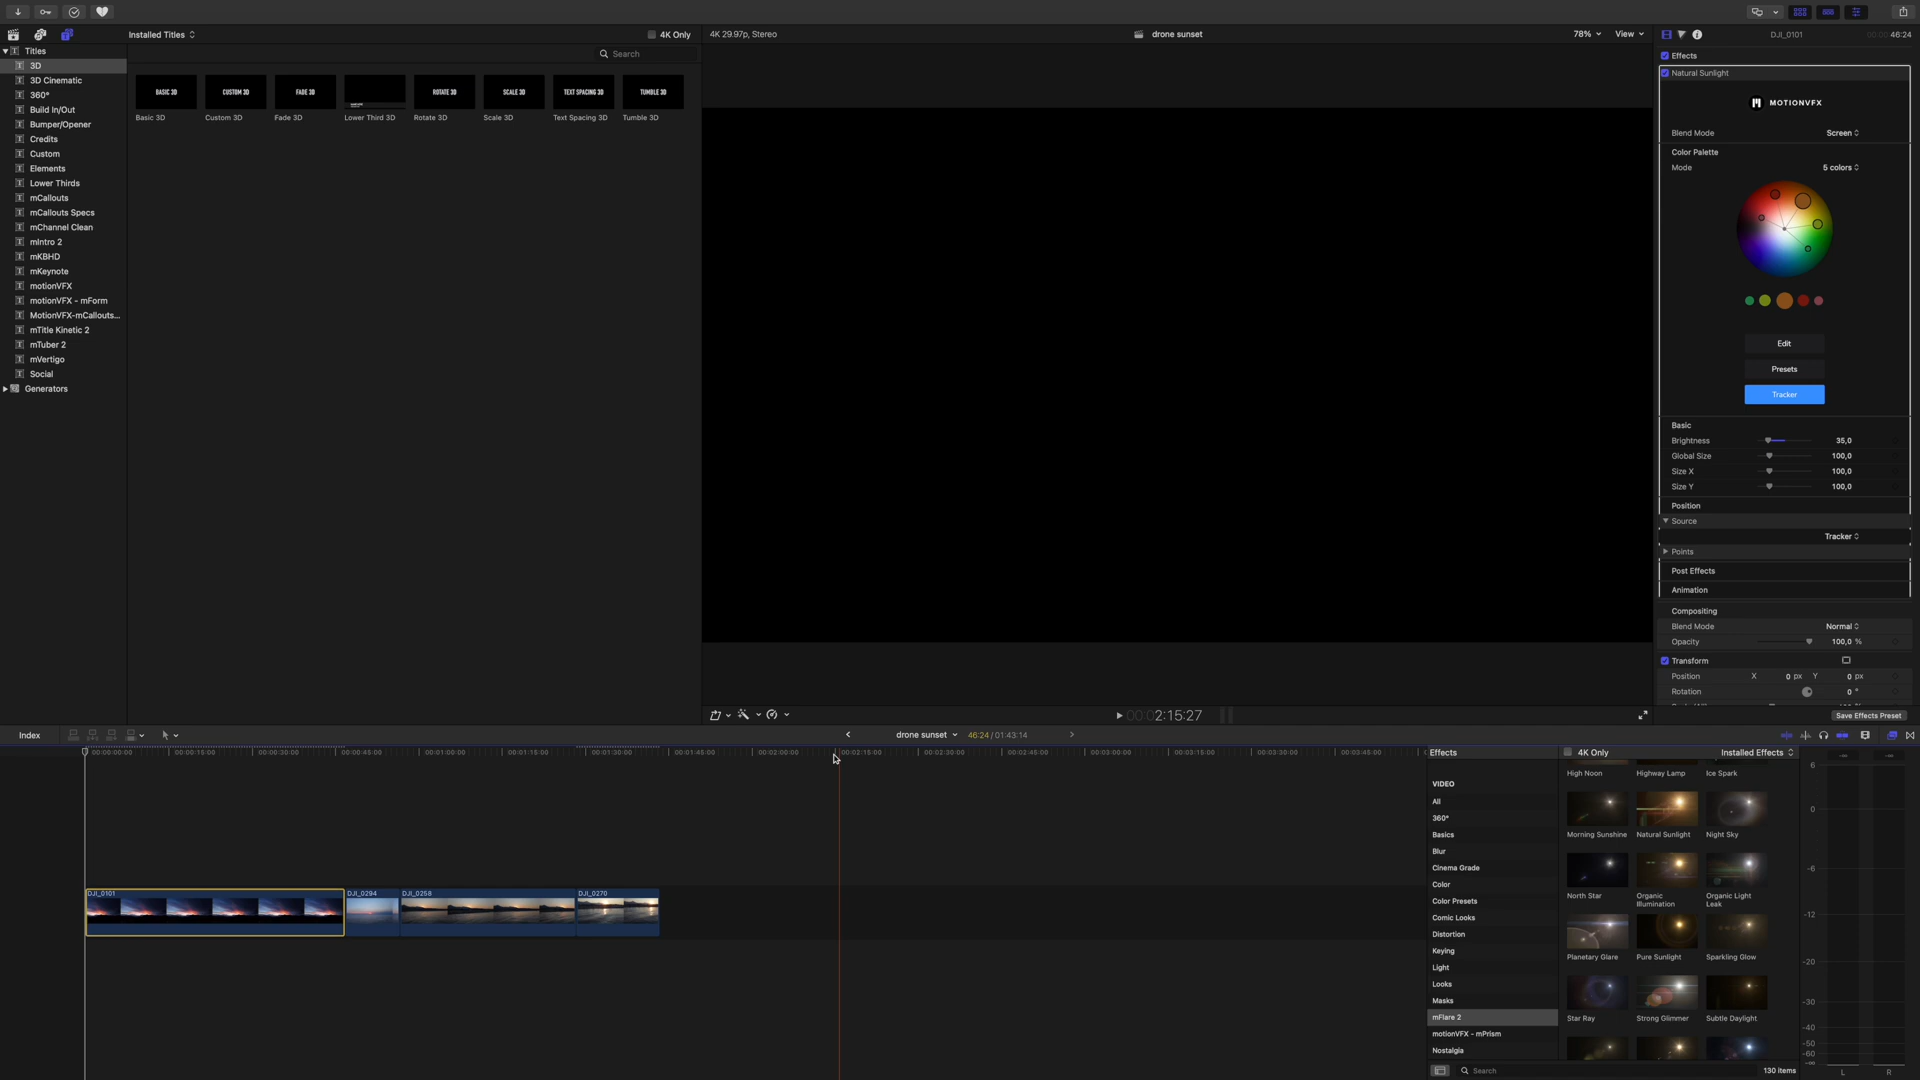 Installed Titles
4K Only
4K 29.97p, Stereo
drone sunset
78%
View
DJI_0101
00:00:46:24
Titles
3D
3D Cinematic
360°
Build In/Out
Bumper/Opener
Credits
Custom
Elements
Lower Thirds
mCallouts
mCallouts Specs
mChannel Clean
mIntro 2
mKBHD
mKeynote
motionVFX
motionVFX - mForm
MotionVFX-mCallouts...
mTitle Kinetic 2
mTuber 2
mVertigo
Social
Generators
Search
BASIC 3D
CUSTOM 3D
FADE 3D
ROTATE 3D
SCALE 3D
TEXT SPACING 3D
TUMBLE 3D
Basic 3D
Custom 3D
Fade 3D
Lower Third 3D
Rotate 3D
Scale 3D
Text Spacing 3D
Tumble 3D
Effects
Natural Sunlight
MOTIONVFX
Blend Mode
Screen
Color Palette
Mode
5 colors
Edit
Presets
Tracker
Basic
Brightness
35,0
Global Size
100,0
Size X
100,0
Size Y
100,0
Position
Source
Tracker
Points
Post Effects
Animation
Compositing
Blend Mode
Normal
Opacity
100,0 %
Transform
Position
X 0 px Y 0 px
Rotation
0 °
Save Effects Preset
00:02:15:27
Index
drone sunset
46:24 / 01:43:14
00:00:00:00
00:00:15:00
00:00:30:00
00:00:45:00
00:01:00:00
00:01:15:00
00:01:30:00
00:01:45:00
00:02:00:00
00:02:15:00
00:02:30:00
00:02:45:00
00:03:00:00
00:03:15:00
00:03:30:00
00:03:45:00
DJI_0101
DJI_0294
DJI_0258
DJI_0270
Effects
4K Only
Installed Effects
VIDEO
All
360°
Basics
Blur
Cinema Grade
Color
Color Presets
Comic Looks
Distortion
Keying
Light
Looks
Masks
mFlare 2
motionVFX - mPrism
Nostalgia
High Noon
Highway Lamp
Ice Spark
Morning Sunshine
Natural Sunlight
Night Sky
North Star
Organic
Illumination
Organic Light
Leak
Planetary Glare
Pure Sunlight
Sparkling Glow
Star Ray
Strong Glimmer
Subtle Daylight
Search
130 items
6
0
-6
-12
-20
-30
-40
-50
-60
-∞
L
R